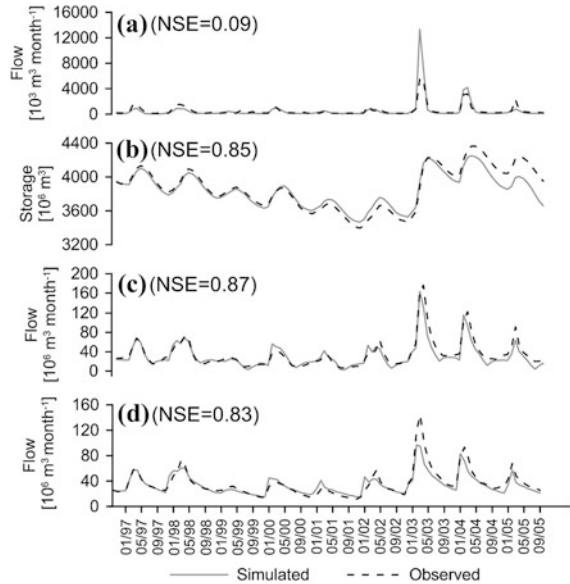 (a)(NSE=0.09)
Flow
[10³ m³ month⁻¹]
16000
12000
8000
4000
0
(b)(NSE=0.85)
Storage
[10⁶ m³]
4400
4000
3600
3200
(c)(NSE=0.87)
Flow
[10⁶ m³ month⁻¹]
200
160
120
80
40
0
(d)(NSE=0.83)
Flow
[10⁶ m³ month⁻¹]
160
120
80
40
0
01/97 05/97 09/97 01/98 05/98 09/98 01/99 05/99 09/99 01/00 05/00 09/00 01/01 05/01 09/01 01/02 05/02 09/02 01/03 05/03 09/03 01/04 05/04 09/04 01/05 05/05 09/05
Simulated Observed